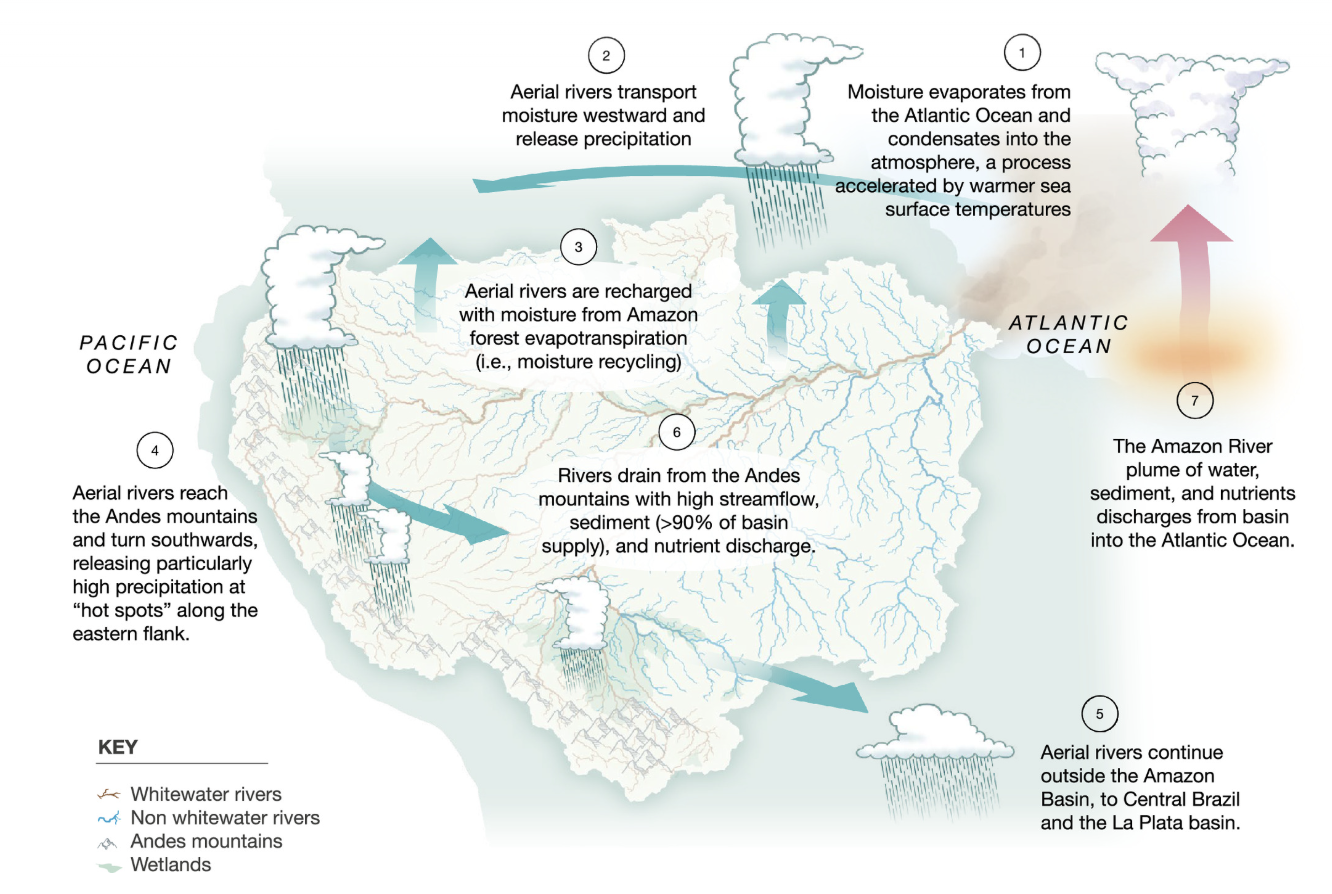 1
Moisture evaporates from
the Atlantic Ocean and
condensates into the
atmosphere, a process
accelerated by warmer sea
surface temperatures
2
Aerial rivers transport
moisture westward and
release precipitation
3
Aerial rivers are recharged
with moisture from Amazon
forest evapotranspiration
(i.e., moisture recycling)
PACIFIC
OCEAN
ATLANTIC
OCEAN
4
Aerial rivers reach
the Andes mountains
and turn southwards,
releasing particularly
high precipitation at
“hot spots” along the
eastern flank.
6
Rivers drain from the Andes
mountains with high streamflow,
sediment (>90% of basin
supply), and nutrient discharge.
7
The Amazon River
plume of water,
sediment, and nutrients
discharges from basin
into the Atlantic Ocean.
5
Aerial rivers continue
outside the Amazon
Basin, to Central Brazil
and the La Plata basin.
KEY
Whitewater rivers
Non whitewater rivers
Andes mountains
Wetlands